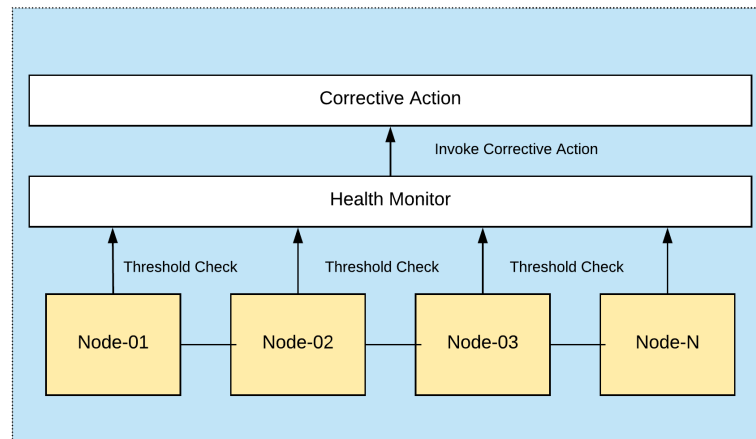 Corrective Action
Invoke Corrective Action
Health Monitor
Threshold Check
Threshold Check
Threshold Check
Node-01
Node-02
Node-03
Node-N